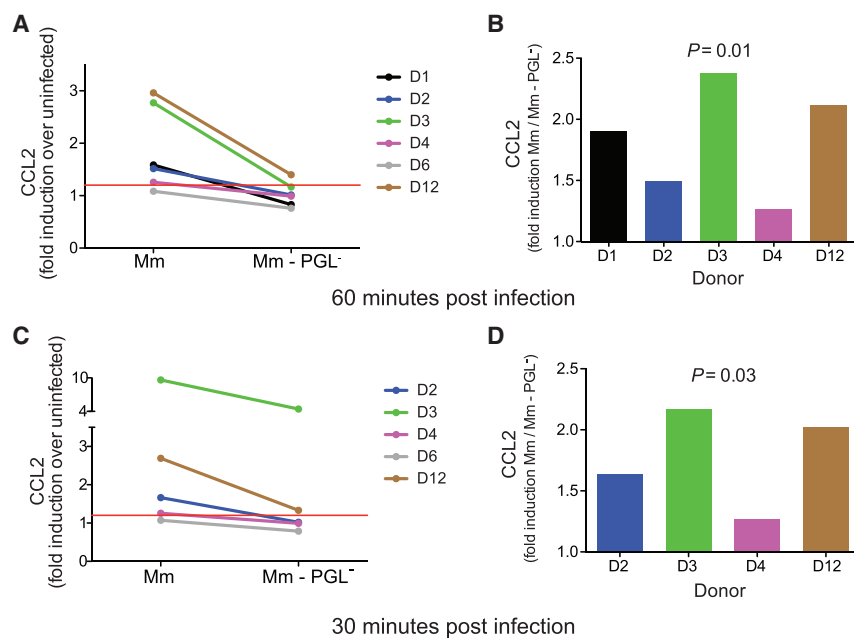 A
CCL2
(fold induction over uninfected)
3
2
1
0
Mm
Mm - PGL⁻
D1
D2
D3
D4
D6
D12
B
P = 0.01
CCL2
(fold induction Mm / Mm - PGL⁻)
2.5
2.0
1.5
1.0
D1
D2
D3
D4
D12
Donor
60 minutes post infection
C
CCL2
(fold induction over uninfected)
10
4
3
2
1
0
Mm
Mm - PGL⁻
D2
D3
D4
D6
D12
D
P = 0.03
CCL2
(fold induction Mm / Mm - PGL⁻)
2.5
2.0
1.5
1.0
D2
D3
D4
D12
Donor
30 minutes post infection